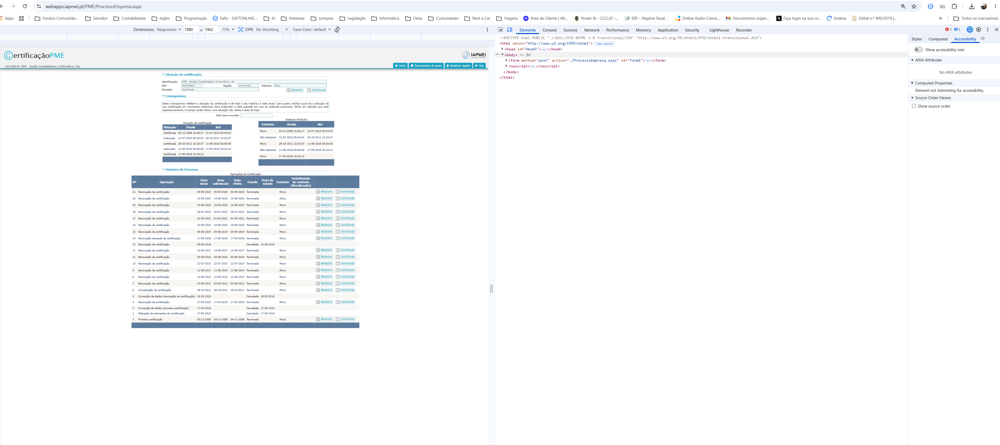 webapps.iapmei.pt/PME/ProcessoEmpresa.aspx
Apps Fundos Comunitári... Servidor Contabilidade ingles Programação Safts - SAFTONLINE.... AI Interesse compras Legislação Informática Dieta Curiosidades Rent a Car Viagens Área de Cliente | Alt... Power Bi – CCCLIX –... EBF – Regime fiscal... Online Audio Conve... Documentos origin... Faça login na sua co... Endesa Edital n.º 400/2019 |... » Todos os marcadores
Dimensions: Responsive 1980 × 1962 75% DPR: No throttling 'Save-Data': default
Elements Console Sources Network Performance Memory Application Security Lighthouse Recorder 1 1
<!DOCTYPE html PUBLIC "-//W3C//DTD XHTML 1.0 Transitional//EN" "http://www.w3.org/TR/xhtml1/DTD/xhtml1-transitional.dtd">
<html xmlns="http://www.w3.org/1999/xhtml"> view-source
<head id="Head1"> ... </head>
... <body> == $0
<form method="post" action="./ProcessoEmpresa.aspx" id="Form1"> ... </form>
<noscript> ... </noscript>
</body>
</html>
Styles Computed Accessibility »
Show accessibility tree
ARIA Attributes
No ARIA attributes
Computed Properties
Element not interesting for accessibility.
Source Order Viewer
Show source order
CertificaçãoPME
IAPMEI
505168634: MPR - Gestão Contabilidade e Informática. Lda
Início Documentos de apoio Atualizar registo Sair
Situação da certificação:
Identificação: MPR - Gestão Contabilidade e Informática. Lda
NIF: 505168634 Região: Continente Estatuto: Micro
Situação: Certificada Relatório Certificado
Cronogramas:
Estes cronogramas refletem a situação da certificação e de todo o seu histórico à data atual. Caso queira verificar qual era a situação da
sua certificação em momentos anteriores deve preencher a data passada em que se pretende posicionar. Tenha em atenção que este
reposicionamento no tempo pode indicar uma situação não válida à data de hoje.
Data para consulta:
Situação da Certificação
Situação Desde Até
Certificada 04-12-2008 10:46:17 31-07-2010 05:54:52
Caducada 31-07-2010 05:54:52 28-10-2011 15:25:57
Certificada 28-10-2011 15:25:57 11-08-2018 00:00:00
Caducada 11-08-2018 00:00:00 17-09-2018 10:10:12
Certificada 17-09-2018 10:10:12
Estatuto Atribuído
Estatuto Desde Até
Micro 04-12-2008 10:46:17 31-07-2010 05:54:52
Não Aplicável 31-07-2010 05:54:52 28-10-2011 15:25:57
Micro 28-10-2011 15:25:57 11-08-2018 00:00:00
Não Aplicável 11-08-2018 00:00:00 17-09-2018 10:10:12
Micro 17-09-2018 10:10:12
Histórico do Processo:
Operações de Certificação
Nº Operação Data início Data submissão Data efeito Estado Data do estado Estatuto Substituição de estatuto (fiscalização)
21 Renovação da certificação 05-09-2025 05-09-2025 05-09-2025 Terminada Micro Relatório Certificado
20 Renovação da certificação 14-08-2024 14-08-2024 14-08-2024 Terminada Micro Relatório Certificado
19 Renovação da certificação 14-08-2023 14-08-2023 14-08-2023 Terminada Micro Relatório Certificado
18 Renovação da certificação 26-07-2022 26-07-2022 26-07-2022 Terminada Micro Relatório Certificado
17 Renovação da certificação 01-09-2021 01-09-2021 01-09-2021 Terminada Micro Relatório Certificado
16 Renovação da certificação 10-08-2020 10-08-2020 10-08-2020 Terminada Micro Relatório Certificado
15 Renovação da certificação 09-08-2019 09-08-2019 09-08-2019 Terminada Micro Relatório Certificado
14 Renovação atrasada da certificação 17-09-2018 17-09-2018 17-09-2018 Terminada Micro Relatório Certificado
13 Renovação da certificação 09-08-2018 Cancelada 11-08-2018
12 Renovação da certificação 14-08-2017 14-08-2017 14-08-2017 Terminada Micro Relatório Certificado
11 Renovação da certificação 04-08-2016 04-08-2016 04-08-2016 Terminada Micro Relatório Certificado
10 Renovação da certificação 22-07-2015 22-07-2015 22-07-2015 Terminada Micro Relatório Certificado
9 Renovação da certificação 11-08-2014 11-08-2014 11-08-2014 Terminada Micro Relatório Certificado
8 Renovação da certificação 12-08-2013 12-08-2013 12-08-2013 Terminada Micro Relatório Certificado
7 Renovação da certificação 03-08-2012 03-08-2012 03-08-2012 Terminada Micro Relatório Certificado
6 Actualização da certificação 28-10-2011 28-10-2011 28-10-2011 Terminada Micro Relatório Certificado
5 Correcção de dados (renovação da certificação) 18-05-2010 Cancelada 18-05-2010
4 Renovação da certificação 17-05-2010 17-05-2010 17-05-2010 Terminada Micro Relatório Certificado
3 Correcção de dados (primeira certificação) 17-05-2010 Cancelada 17-05-2010
2 Alteração de elementos da certificação 17-05-2010 Cancelada 17-05-2010
1 Primeira certificação 03-12-2008 04-12-2008 04-12-2008 Terminada Micro Relatório Certificado